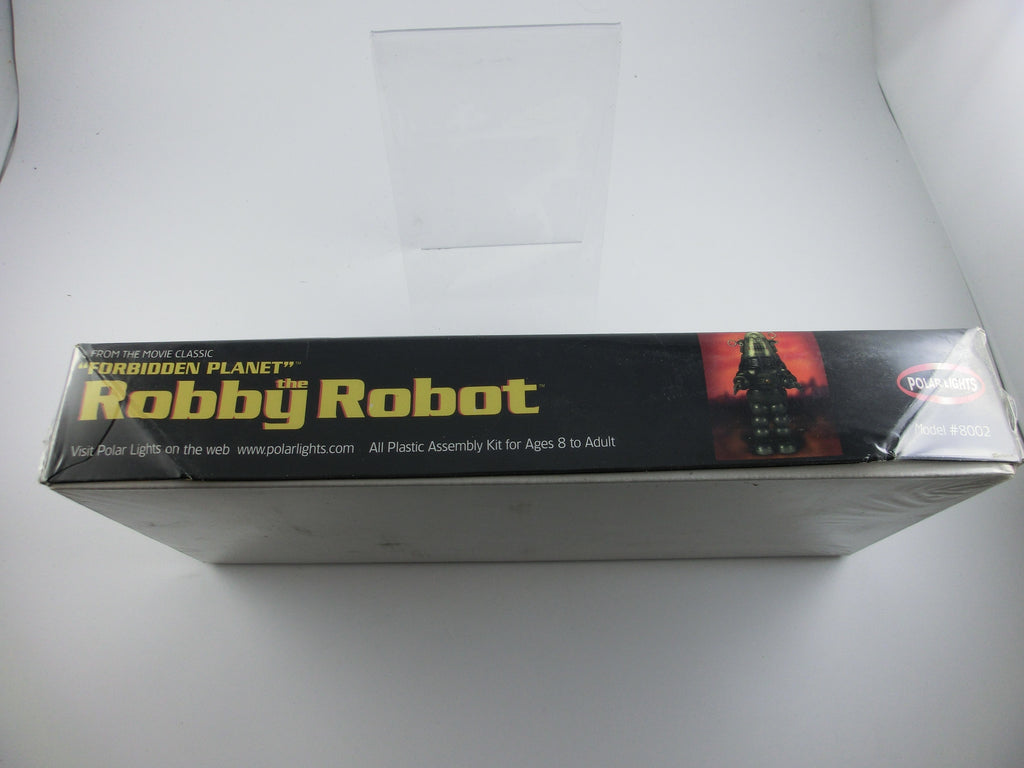 FROM THE MOVIE CLASSIC
"FORBIDDEN PLANET"™
Robby the Robot™
Visit Polar Lights on the web www.polarlights.com All Plastic Assembly Kit for Ages 8 to Adult
POLAR LIGHTS
Model #8002